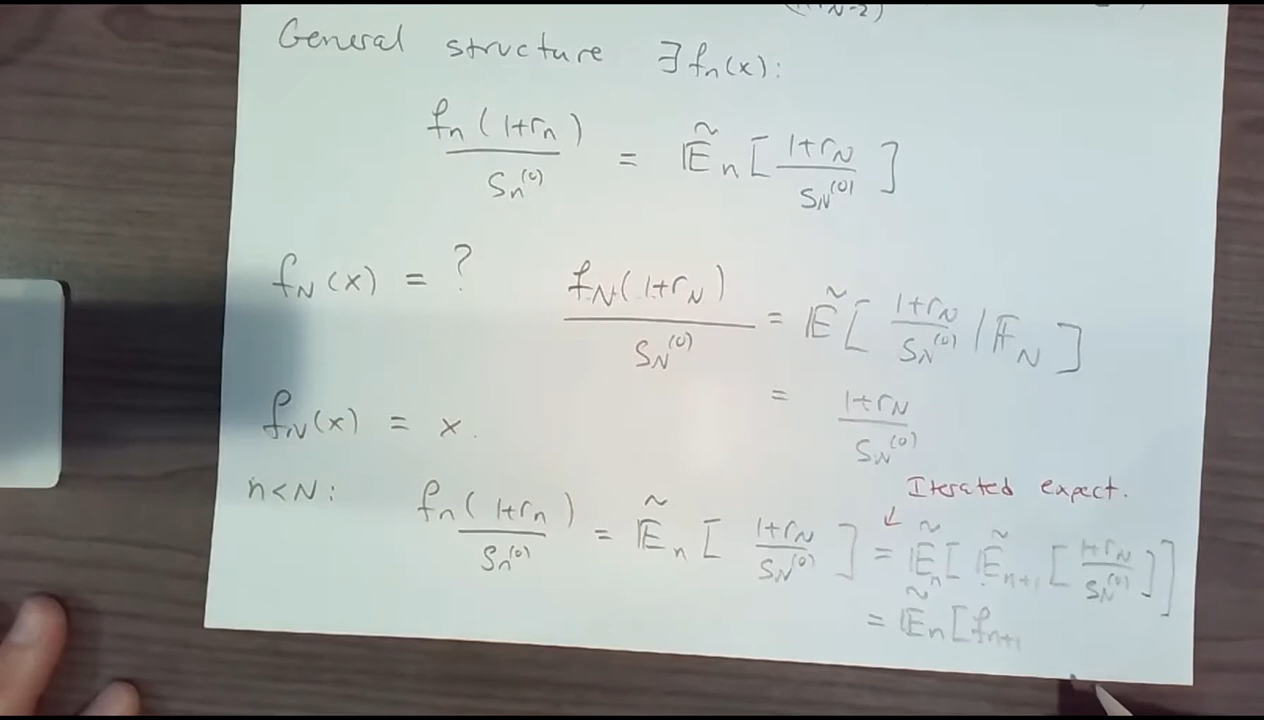 General structure ∃ fₙ(x):
fₙ(1+rₙ) / Sₙ⁽⁰⁾ = Ẽₙ [ (1+r_N) / S_N⁽⁰⁾ ]
f_N(x) = ? f_N(1+r_N) / S_N⁽⁰⁾ = Ẽ [ (1+r_N) / S_N⁽⁰⁾ | F_N ]
= (1+r_N) / S_N⁽⁰⁾
f_N(x) = x.
Iterated expect.
n<N: fₙ(1+rₙ) / Sₙ⁽⁰⁾ = Ẽₙ [ (1+r_N) / S_N⁽⁰⁾ ] = Ẽₙ [ Ẽₙ₊₁ [ (1+r_N) / S_N⁽⁰⁾ ] ]
= Ẽₙ [ fₙ₊₁